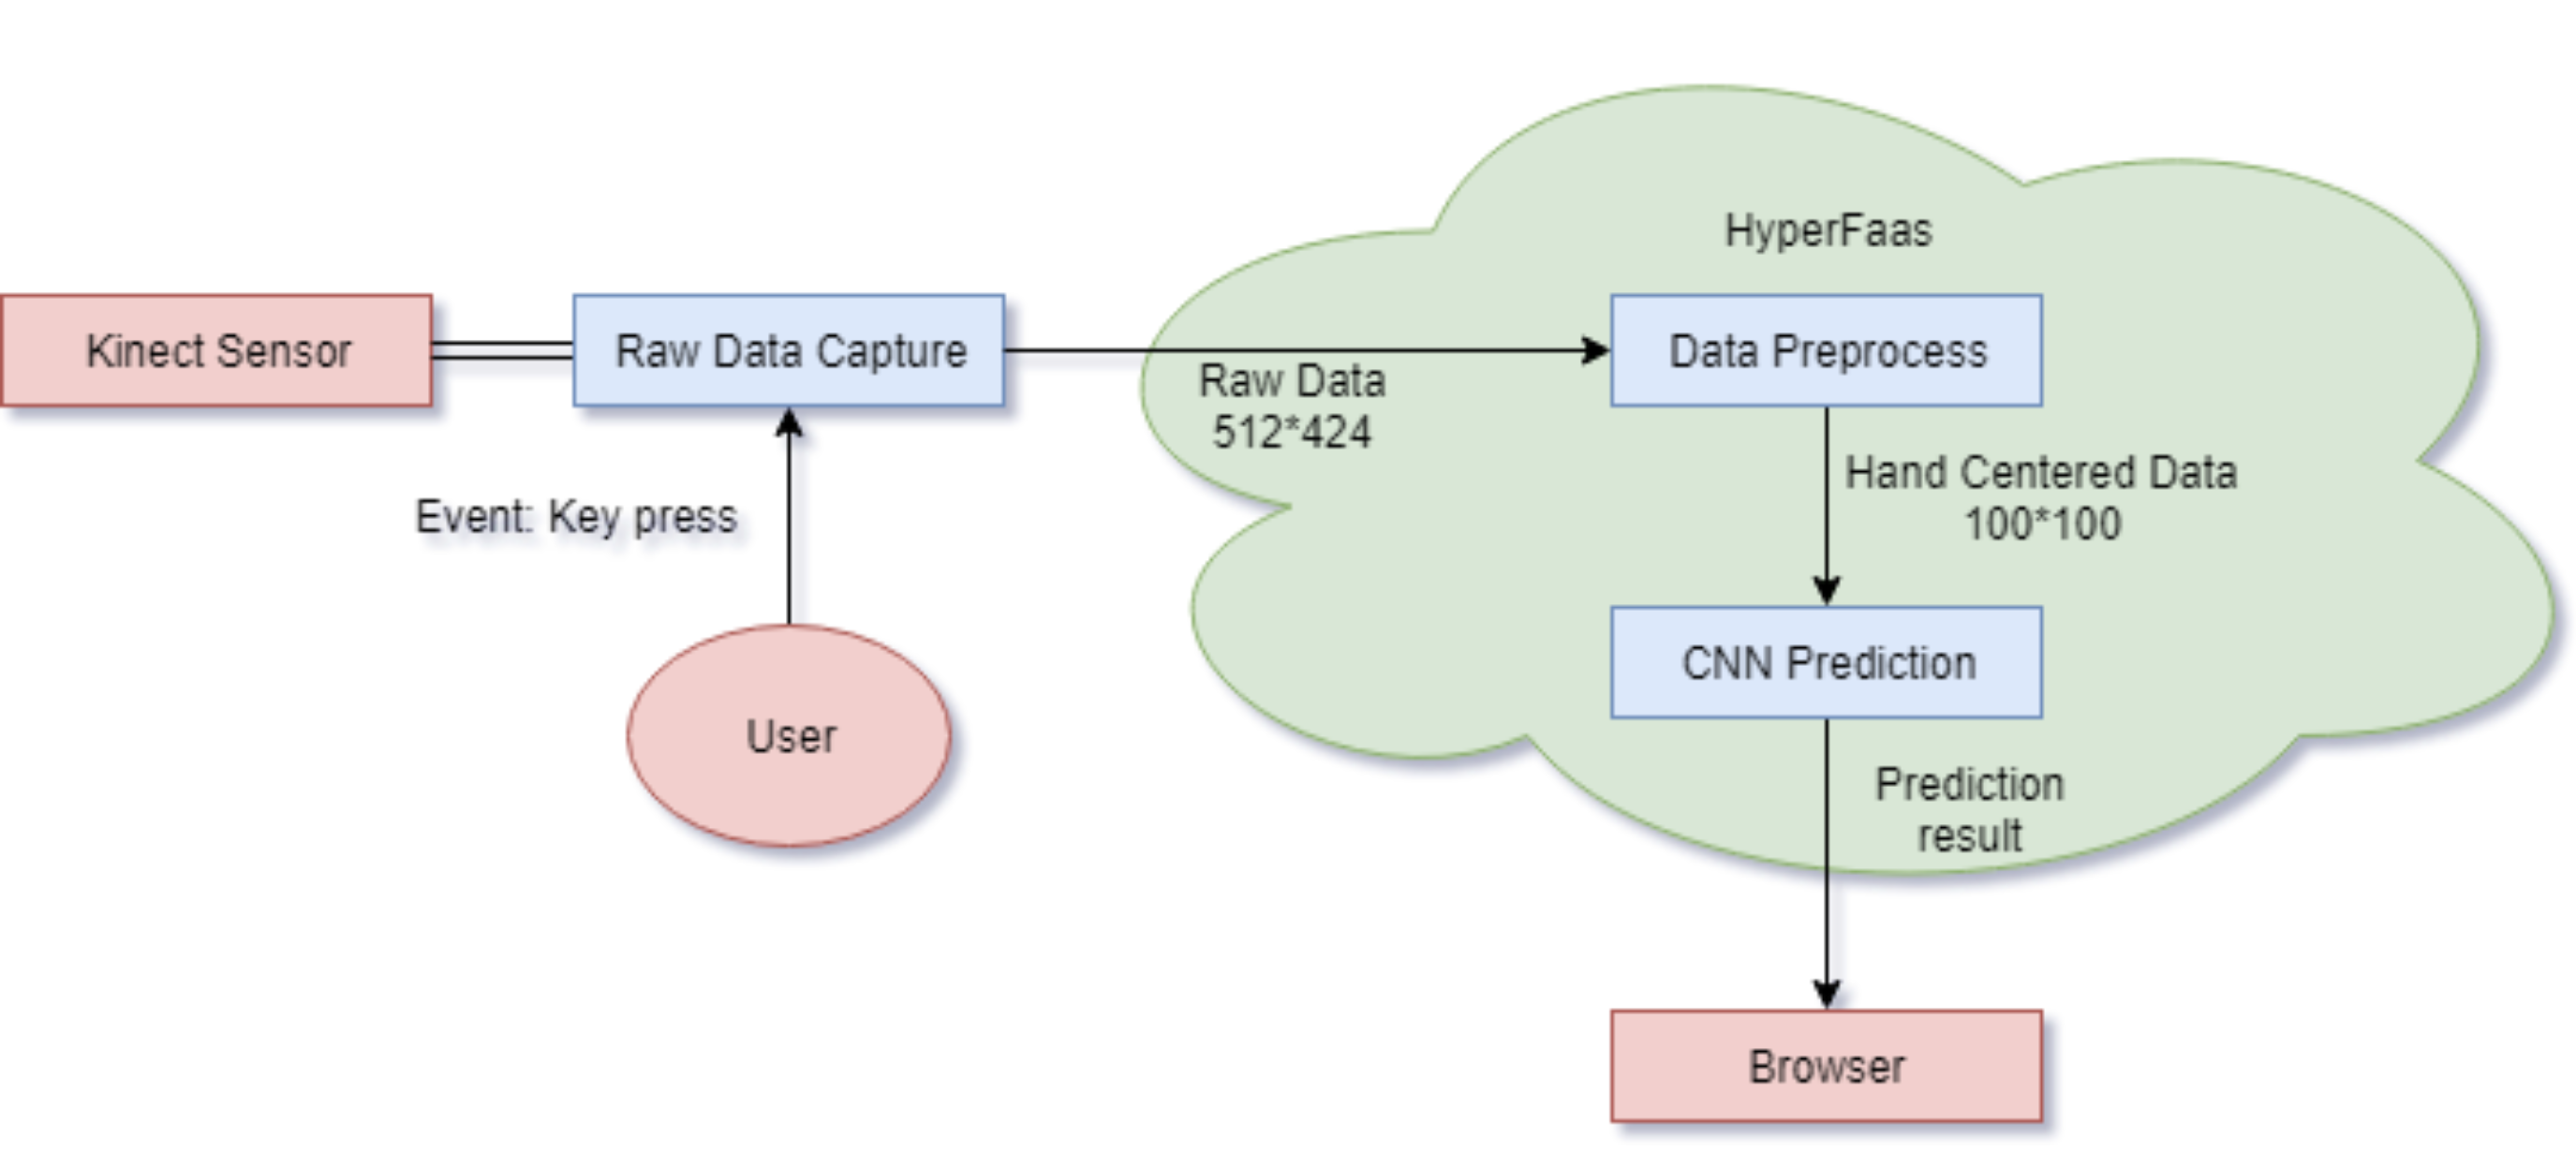 HyperFaas
Kinect Sensor
Raw Data Capture
Data Preprocess
Raw Data
512*424
Event: Key press
Hand Centered Data
100*100
User
CNN Prediction
Prediction
result
Browser